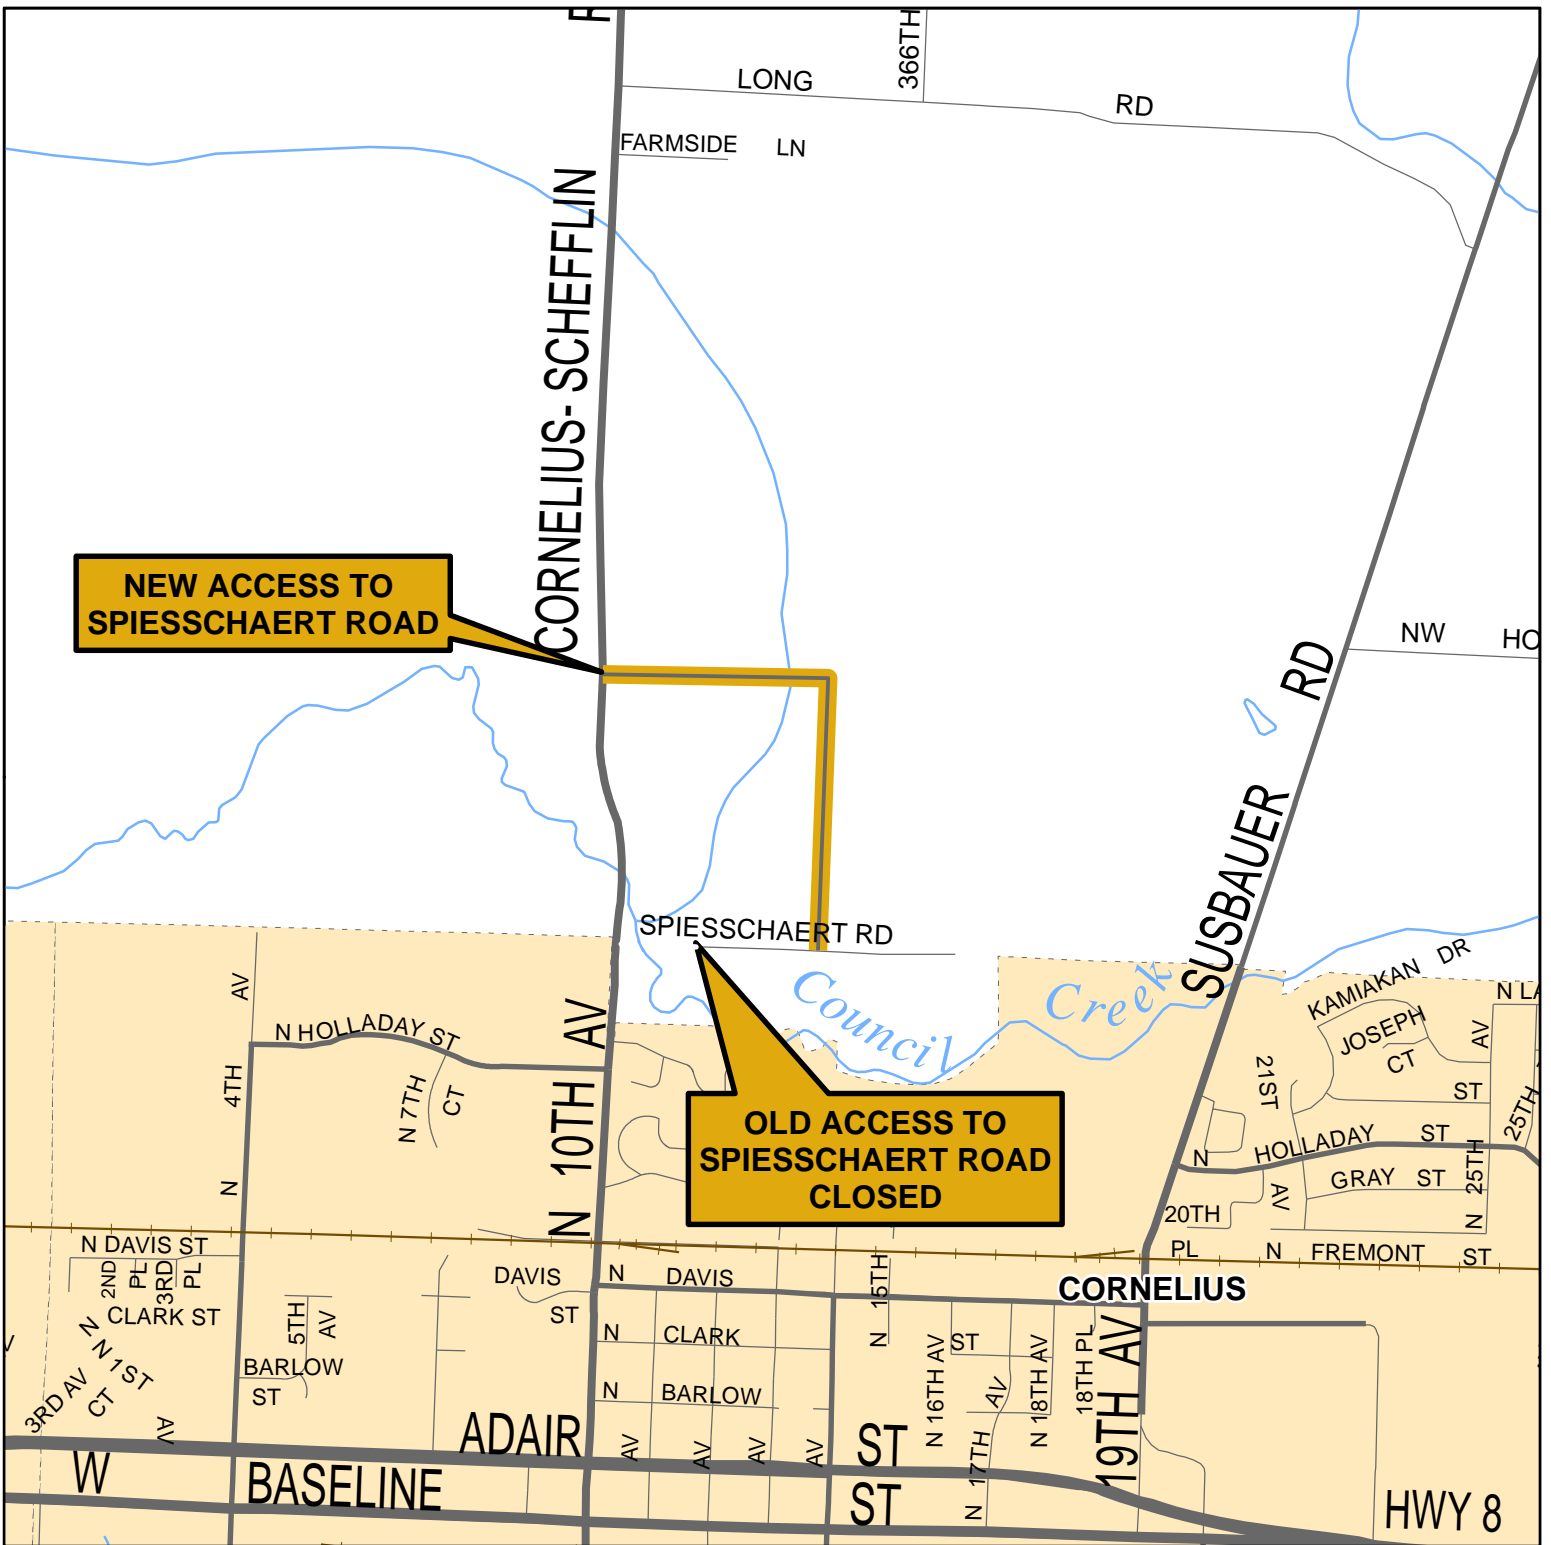 R
366TH
LONG
RD
FARMSIDE LN
CORNELIUS- SCHEFFLIN
NEW ACCESS TO
SPIESSCHAERT ROAD
NW HO
SUSBAUER RD
SPIESSCHAERT RD
Council Creek
KAMIAKAN DR
N LA
JOSEPH
CT
AV
ST
21ST
AV
25TH
N HOLLADAY ST
4TH
AV
N
N 7TH
CT
N 10TH AV
OLD ACCESS TO
SPIESSCHAERT ROAD
CLOSED
N HOLLADAY ST
GRAY ST
N 25TH
20TH
PL
N FREMONT ST
N DAVIS ST
2ND
PL
3RD
PL
CLARK ST
N
N 1ST
CT
3RD AV
AV
5TH
AV
BARLOW
ST
DAVIS
ST
N DAVIS
N 15TH
CORNELIUS
N CLARK
ST
N BARLOW
N 16TH AV
N 17TH
AV
N 18TH AV
18TH PL
19TH AV
AV
AV
AV
AV
ADAIR ST
W BASELINE ST
HWY 8